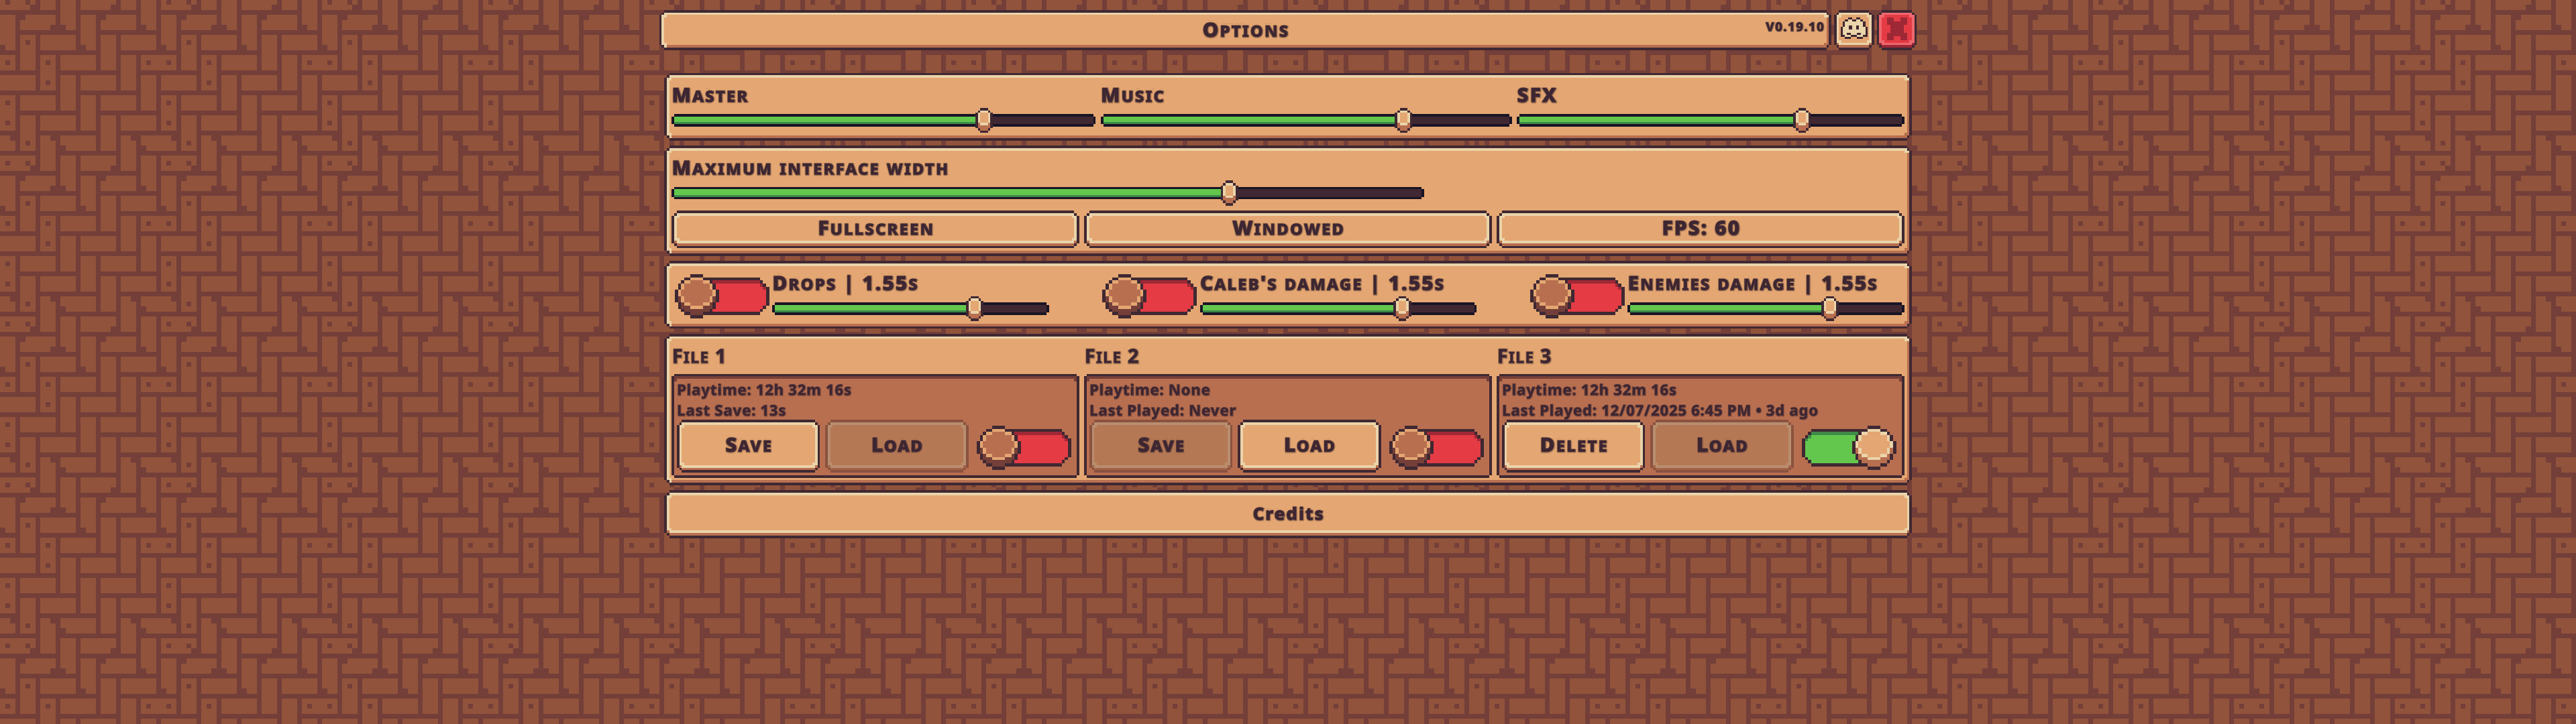 OPTIONS
V0.19.10
MASTER
MUSIC
SFX
MAXIMUM INTERFACE WIDTH
FULLSCREEN
WINDOWED
FPS: 60
DROPS | 1.55S
CALEB'S DAMAGE | 1.55S
ENEMIES DAMAGE | 1.55S
FILE 1
FILE 2
FILE 3
Playtime: 12h 32m 16s
Last Save: 13s
SAVE
LOAD
Playtime: None
Last Played: Never
SAVE
LOAD
Playtime: 12h 32m 16s
Last Played: 12/07/2025 6:45 PM • 3d ago
DELETE
LOAD
Credits